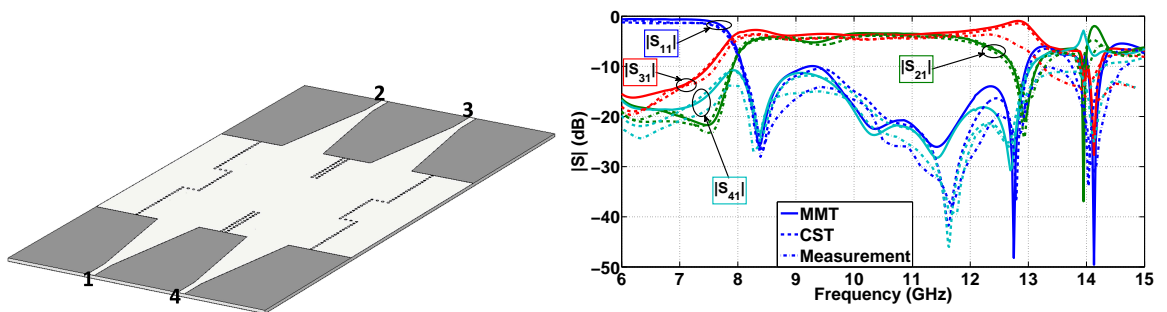 2
3
1
4
|S| (dB)
0
−10
−20
−30
−40
−50
|S₁₁|
|S₃₁|
|S₂₁|
|S₄₁|
MMT
CST
Measurement
6 7 8 9 10 11 12 13 14 15
Frequency (GHz)